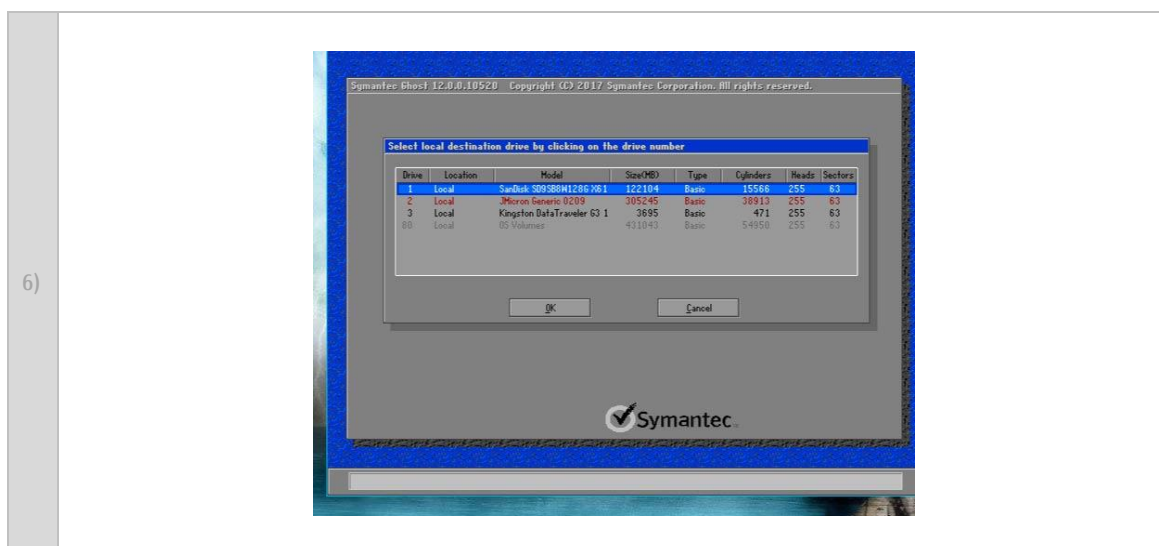 Symantec Ghost 12.0.0.10520 Copyright (C) 2017 Symantec Corporation. All rights reserved.
Select local destination drive by clicking on the drive number
Drive Location Model Size(MB) Type Cylinders Heads Sectors
1 Local SanDisk SD9SB8W128G X61 122104 Basic 15566 255 63
2 Local JMicron Generic 0209 305245 Basic 38913 255 63
3 Local Kingston DataTraveler G3 1 3695 Basic 471 255 63
80 Local OS Volumes 431043 Basic 54950 255 63
6)
OK Cancel
Symantec